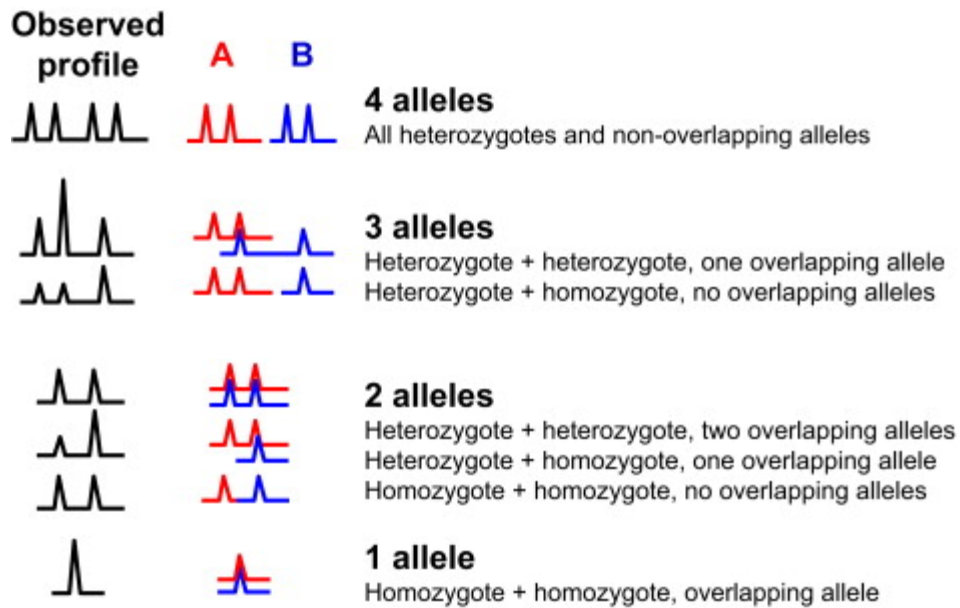 Observed
profile
A B
4 alleles
All heterozygotes and non-overlapping alleles
3 alleles
Heterozygote + heterozygote, one overlapping allele
Heterozygote + homozygote, no overlapping alleles
2 alleles
Heterozygote + heterozygote, two overlapping alleles
Heterozygote + homozygote, one overlapping allele
Homozygote + homozygote, no overlapping alleles
1 allele
Homozygote + homozygote, overlapping allele